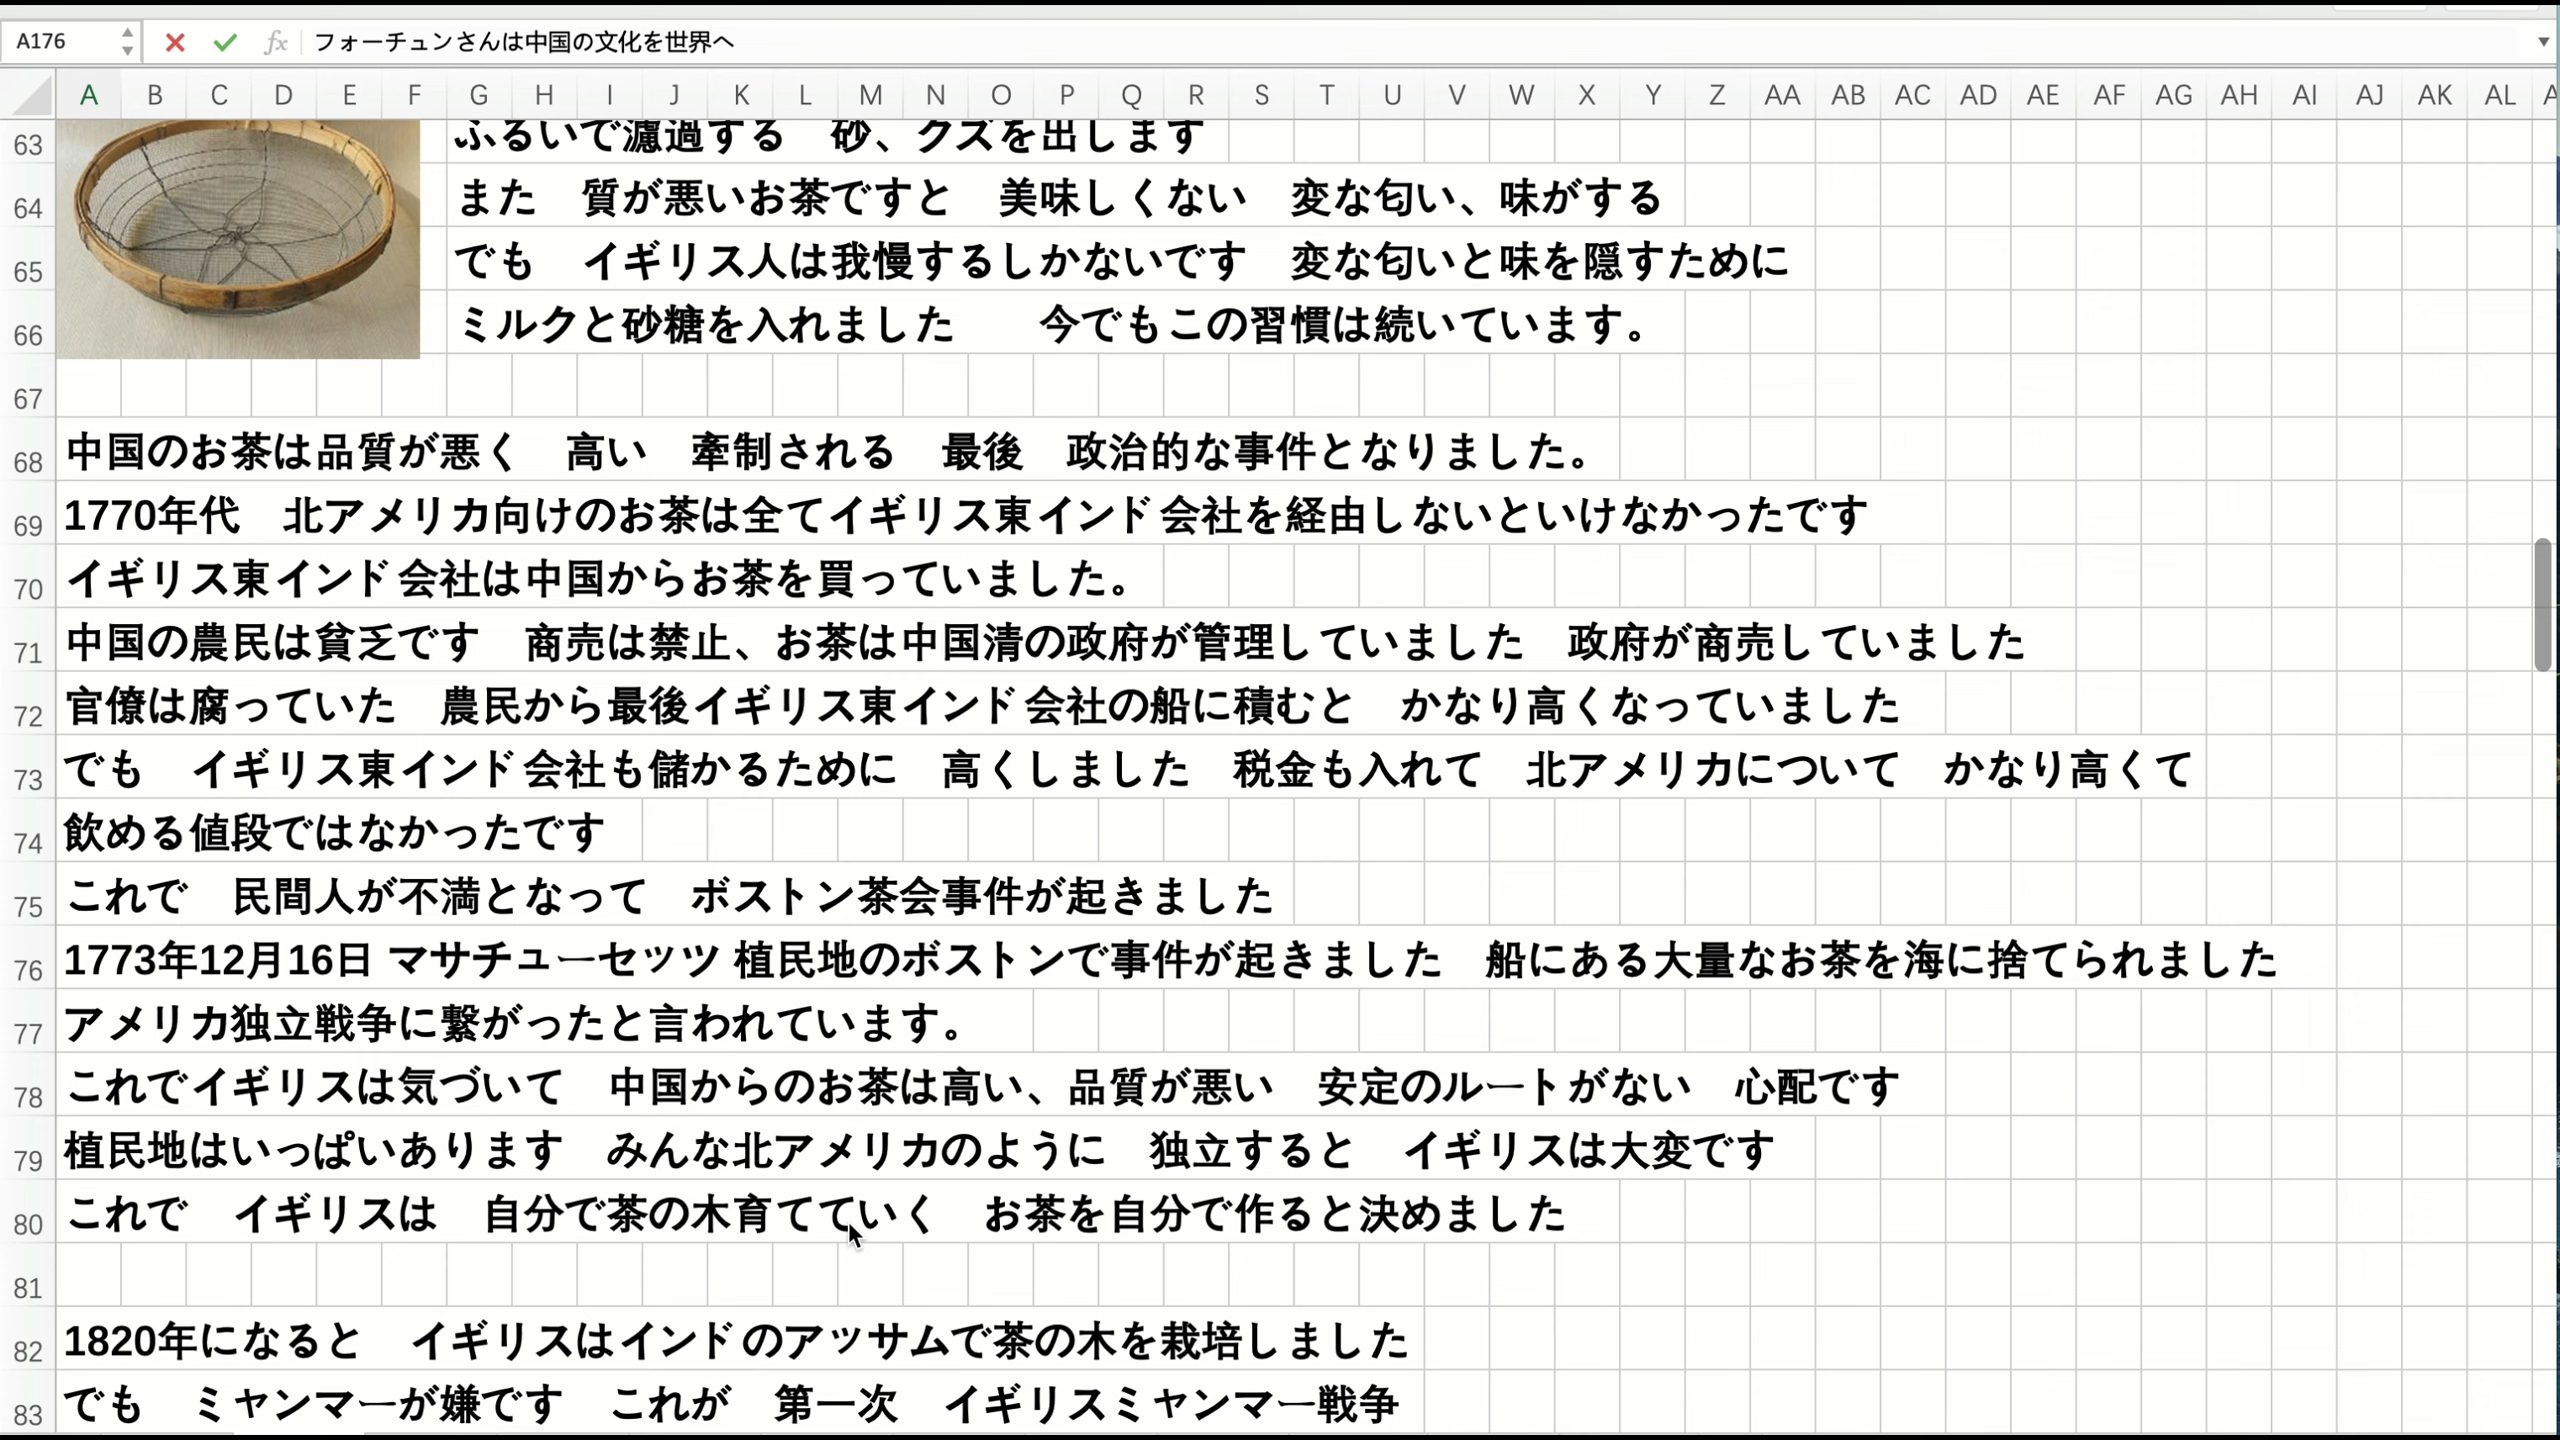 A176 fx フォーチュンさんは中国の文化を世界へ
A B C D E F G H I J K L M N O P Q R S T U V W X Y Z AA AB AC AD AE AF AG AH AI AJ AK AL
63 ふるいで濾過する　砂、クズを出します
64 また　質が悪いお茶ですと　美味しくない　変な匂い、味がする
65 でも　イギリス人は我慢するしかないです　変な匂いと味を隠すために
66 ミルクと砂糖を入れました　　今でもこの習慣は続いています。
67
68 中国のお茶は品質が悪く　高い　牽制される　最後　政治的な事件となりました。
69 1770年代　北アメリカ向けのお茶は全てイギリス東インド会社を経由しないといけなかったです
70 イギリス東インド会社は中国からお茶を買っていました。
71 中国の農民は貧乏です　商売は禁止、お茶は中国清の政府が管理していました　政府が商売していました
72 官僚は腐っていた　農民から最後イギリス東インド会社の船に積むと　かなり高くなっていました
73 でも　イギリス東インド会社も儲かるために　高くしました　税金も入れて　北アメリカについて　かなり高くて
74 飲める値段ではなかったです
75 これで　民間人が不満となって　ボストン茶会事件が起きました
76 1773年12月16日 マサチューセッツ 植民地のボストンで事件が起きました　船にある大量なお茶を海に捨てられました
77 アメリカ独立戦争に繋がったと言われています。
78 これでイギリスは気づいて　中国からのお茶は高い、品質が悪い　安定のルートがない　心配です
79 植民地はいっぱいあります　みんな北アメリカのように　独立すると　イギリスは大変です
80 これで　イギリスは　自分で茶の木育てていく　お茶を自分で作ると決めました
81
82 1820年になると　イギリスはインドのアッサムで茶の木を栽培しました
83 でも　ミャンマーが嫌です　これが　第一次　イギリスミャンマー戦争